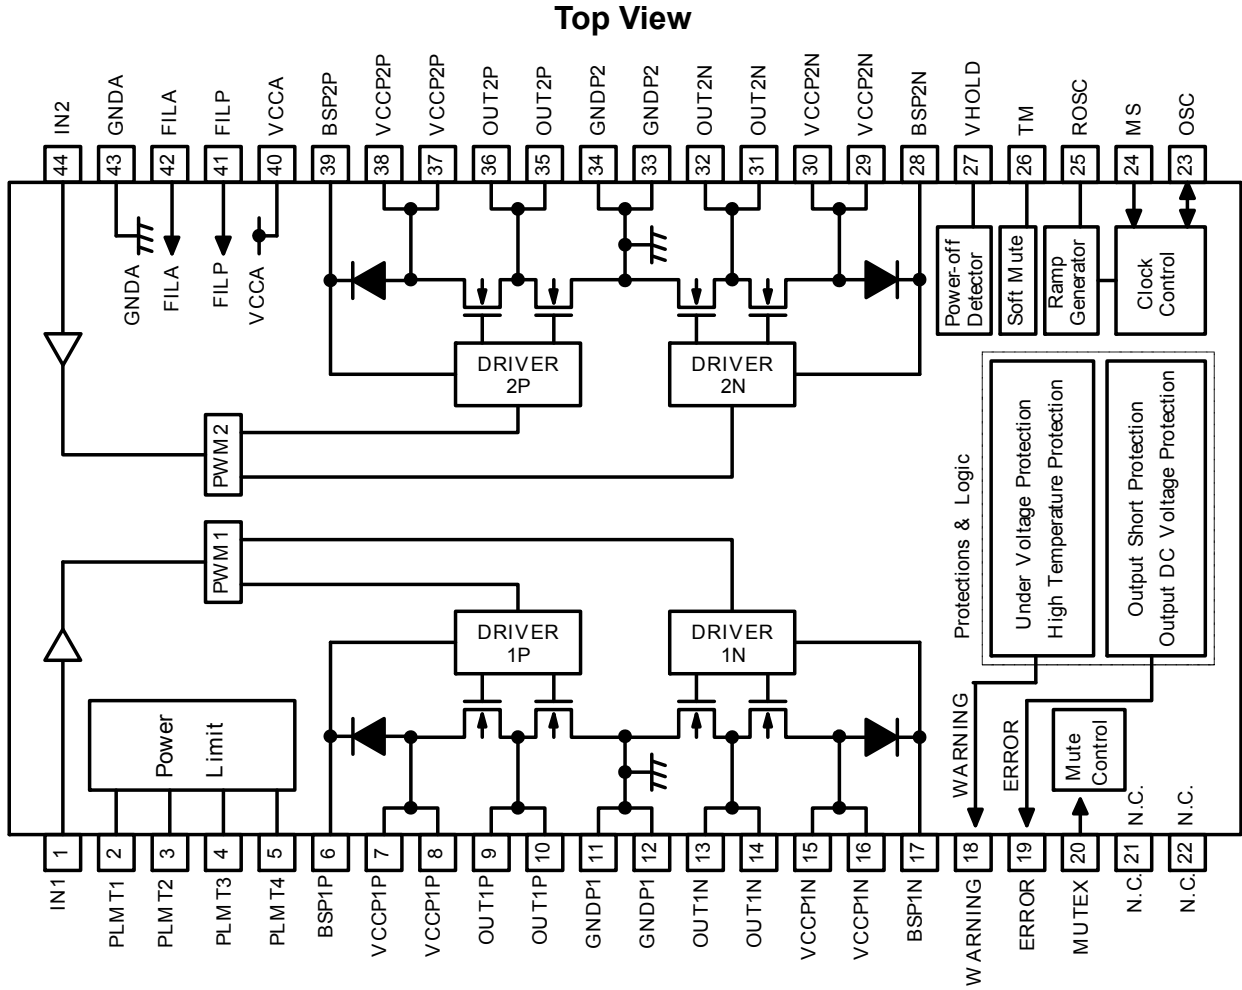 Top View
IN2
GNDA
FILA
FILP
VCCA
BSP2P
VCCP2P
VCCP2P
OUT2P
OUT2P
GNDP2
GNDP2
OUT2N
OUT2N
VCCP2N
VCCP2N
BSP2N
VHOLD
TM
ROSC
MS
OSC
44
43
42
41
40
39
38
37
36
35
34
33
32
31
30
29
28
27
26
25
24
23
GNDA
FILA
FILP
VCCA
Power-off
Detector
Soft Mute
Ramp
Generator
Clock
Control
DRIVER
2P
DRIVER
2N
PWM2
PWM1
Protections & Logic
Under Voltage Protection
High Temperature Protection
Output Short Protection
Output DC Voltage Protection
DRIVER
1P
DRIVER
1N
Power
Limit
WARNING
ERROR
Mute
Control
N.C.
N.C.
1
2
3
4
5
6
7
8
9
10
11
12
13
14
15
16
17
18
19
20
21
22
IN1
PLMT1
PLMT2
PLMT3
PLMT4
BSP1P
VCCP1P
VCCP1P
OUT1P
OUT1P
GNDP1
GNDP1
OUT1N
OUT1N
VCCP1N
VCCP1N
BSP1N
WARNING
ERROR
MUTEX
N.C.
N.C.